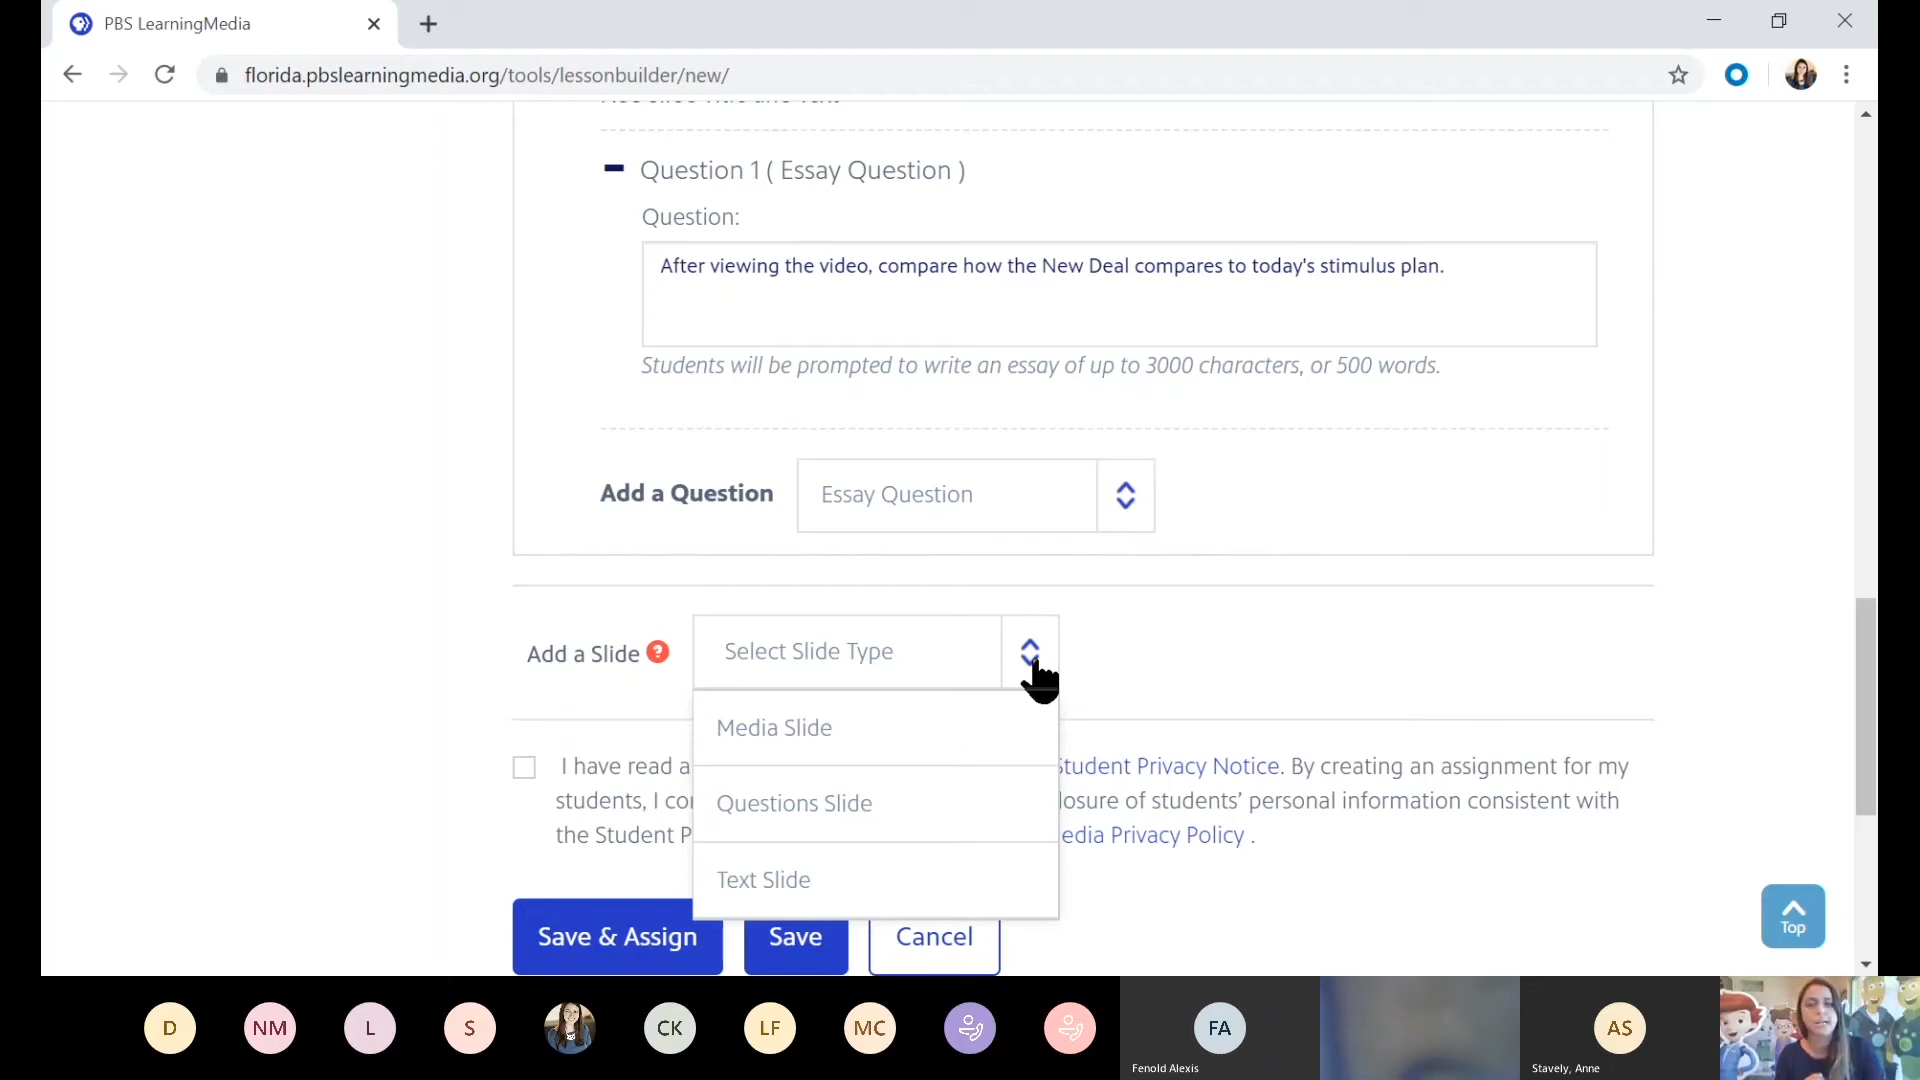 PBS LearningMedia
florida.pbslearningmedia.org/tools/lessonbuilder/new/
Question 1 ( Essay Question )
Question:
After viewing the video, compare how the New Deal compares to today's stimulus plan.
Students will be prompted to write an essay of up to 3000 characters, or 500 words.
Add a Question Essay Question
Add a Slide ? Select Slide Type
Media Slide
Questions Slide
Text Slide
I have read a Student Privacy Notice. By creating an assignment for my
students, I co losure of students' personal information consistent with
the Student P edia Privacy Policy .
Save & Assign Save Cancel
Top
D NM L S CK LF MC FA AS
Fenold Alexis Stavely, Anne